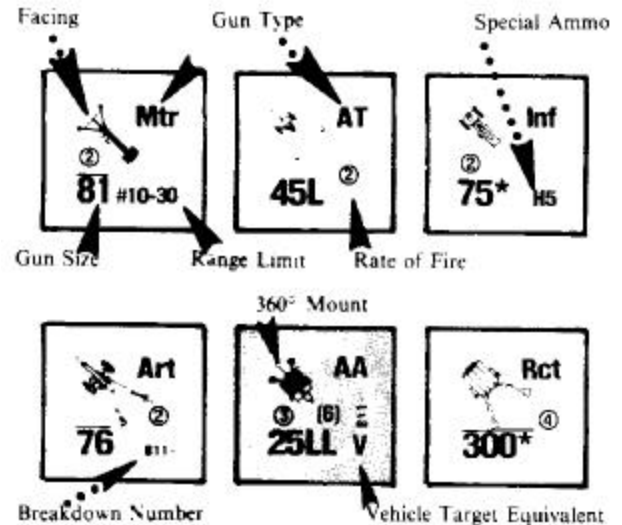 Facing Gun Type Special Ammo
Mtr AT Inf
② ② ②
81 #10-30 45L 75* H5
Gun Size Range Limit Rate of Fire
360° Mount
Art AA Rct
② ③ (6) B11 ④
76 B11 25LL V 300*
Breakdown Number Vehicle Target Equivalent